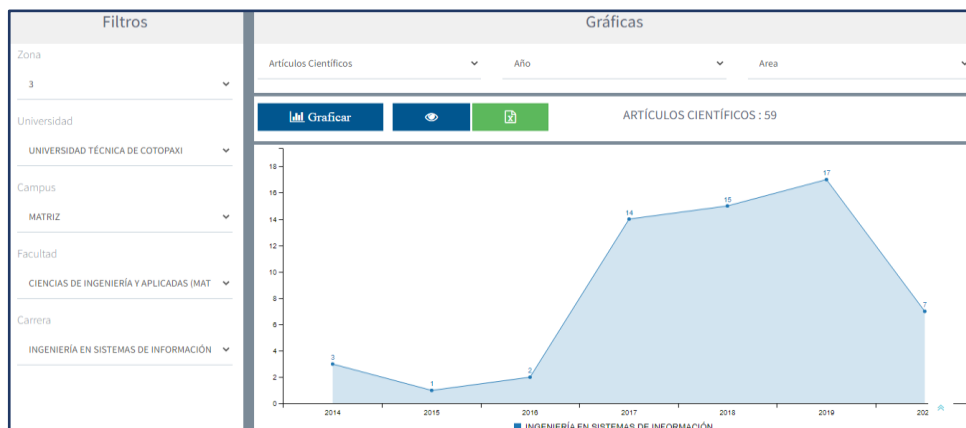 Filtros
Gráficas
Zona
3
Universidad
UNIVERSIDAD TÉCNICA DE COTOPAXI
Campus
MATRIZ
Facultad
CIENCIAS DE INGENIERÍA Y APLICADAS (MAT
Carrera
INGENIERÍA EN SISTEMAS DE INFORMACIÓN
Artículos Científicos
Año
Area
Graficar
ARTÍCULOS CIENTÍFICOS : 59
18
16
14
12
10
8
6
4
2
0
3
1
2
14
15
17
7
2014
2015
2016
2017
2018
2019
202
INGENIERÍA EN SISTEMAS DE INFORMACIÓN